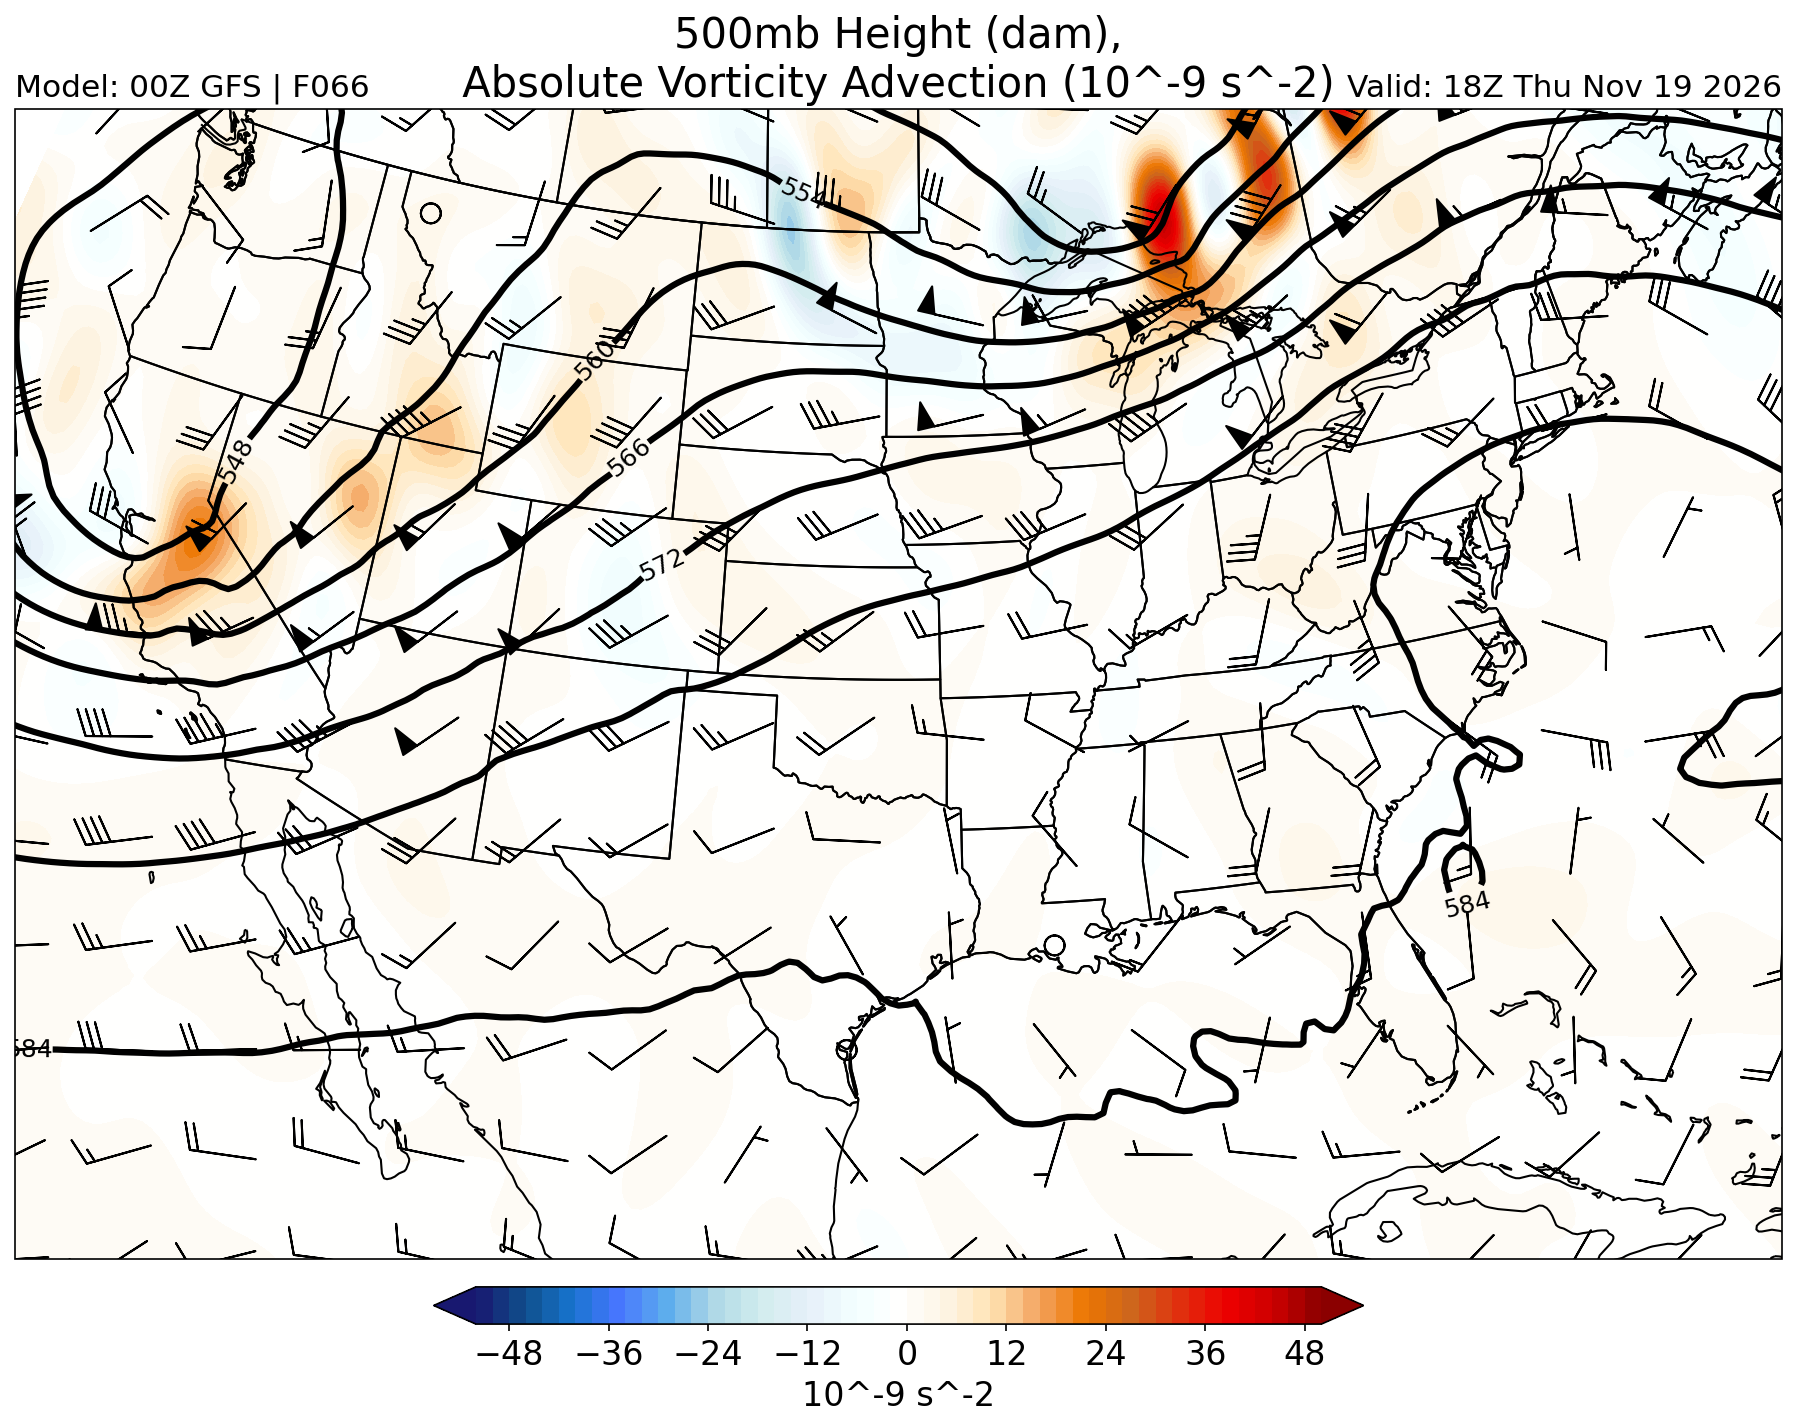 500mb Height (dam),
Model: 00Z GFS | F066
Absolute Vorticity Advection (10^-9 s^-2)
Valid: 18Z Thu Nov 19 2026
554
560
548
566
572
584
584
−48 −36 −24 −12 0 12 24 36 48
10^-9 s^-2